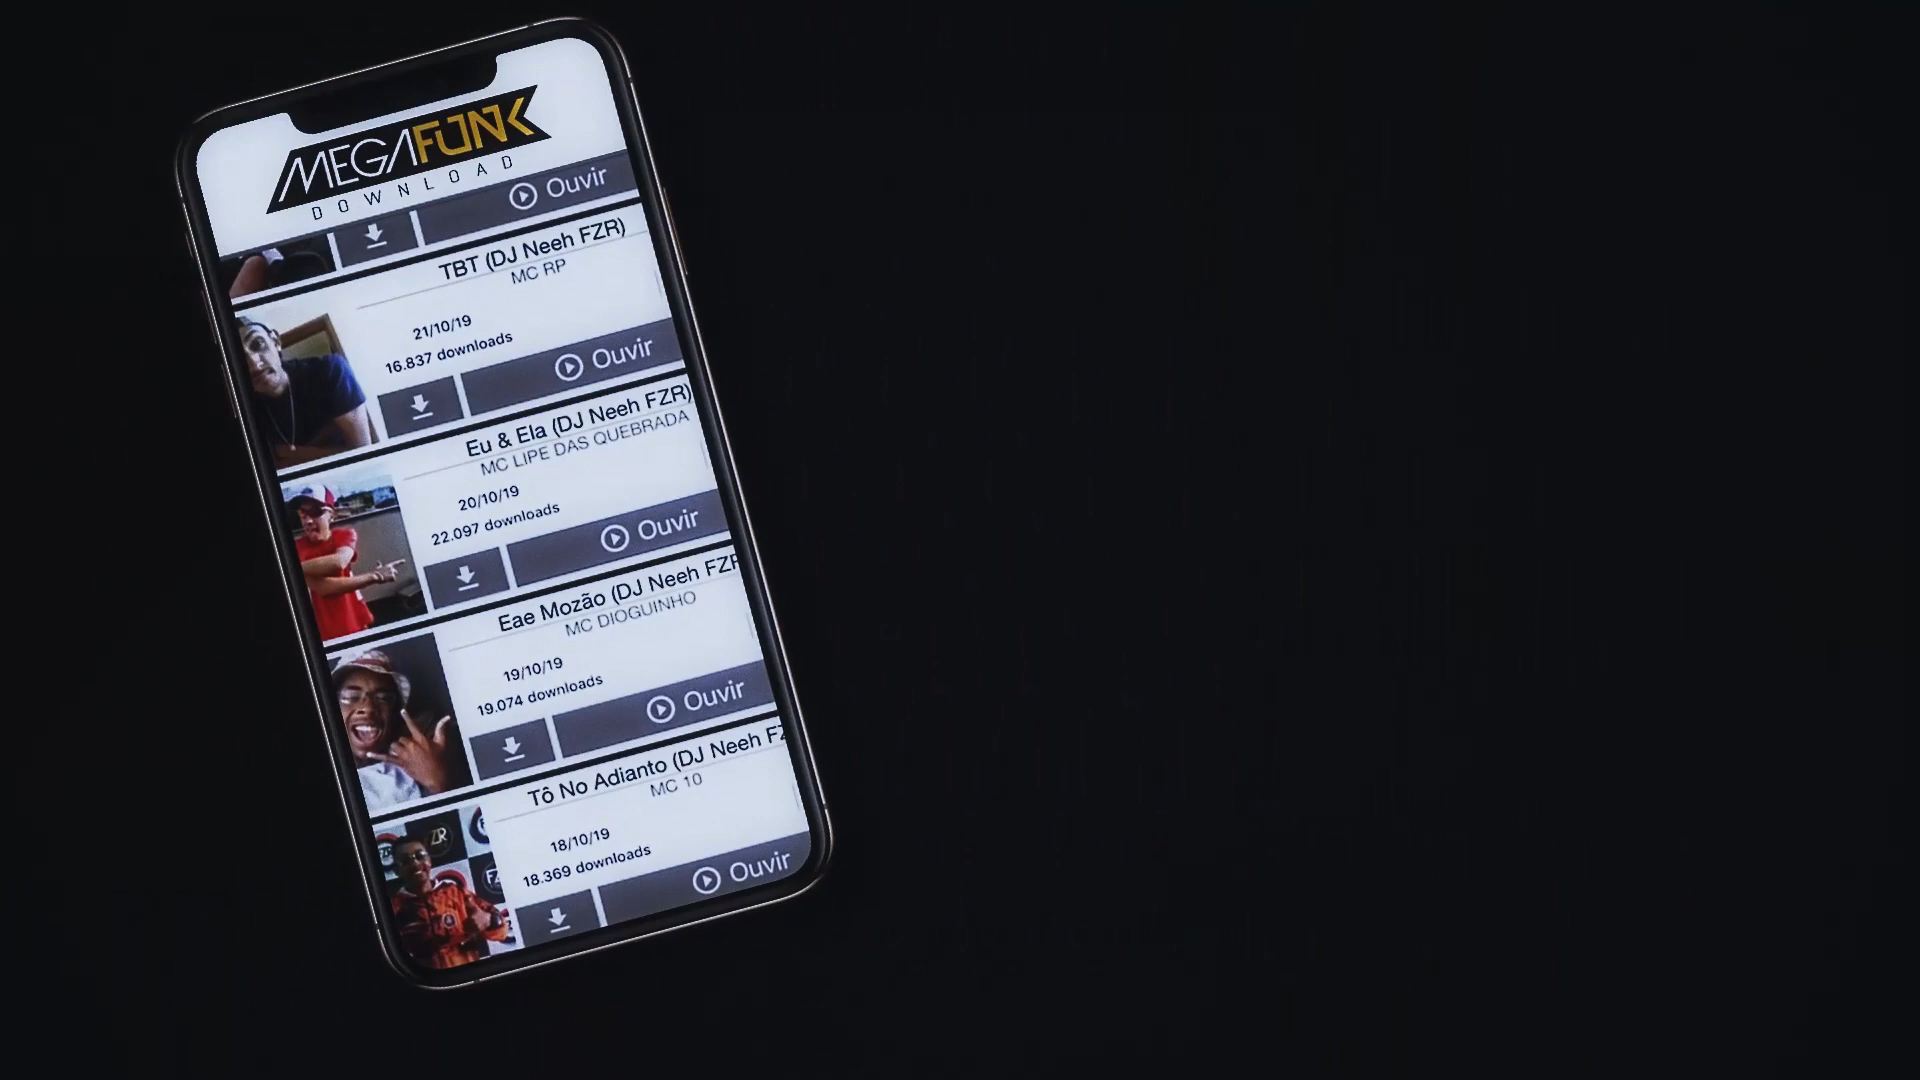 MEGAFUNK
DOWNLOAD
Ouvir
TBT (DJ Neeh FZR)
MC RP
21/10/19
16.837 downloads
Ouvir
Eu & Ela (DJ Neeh FZR)
MC LIPE DAS QUEBRADA
20/10/19
22.097 downloads
Ouvir
Eae Mozão (DJ Neeh FZR
MC DIOGUINHO
19/10/19
19.074 downloads
Ouvir
Tô No Adianto (DJ Neeh FZ
MC 10
18/10/19
18.369 downloads
Ouvir